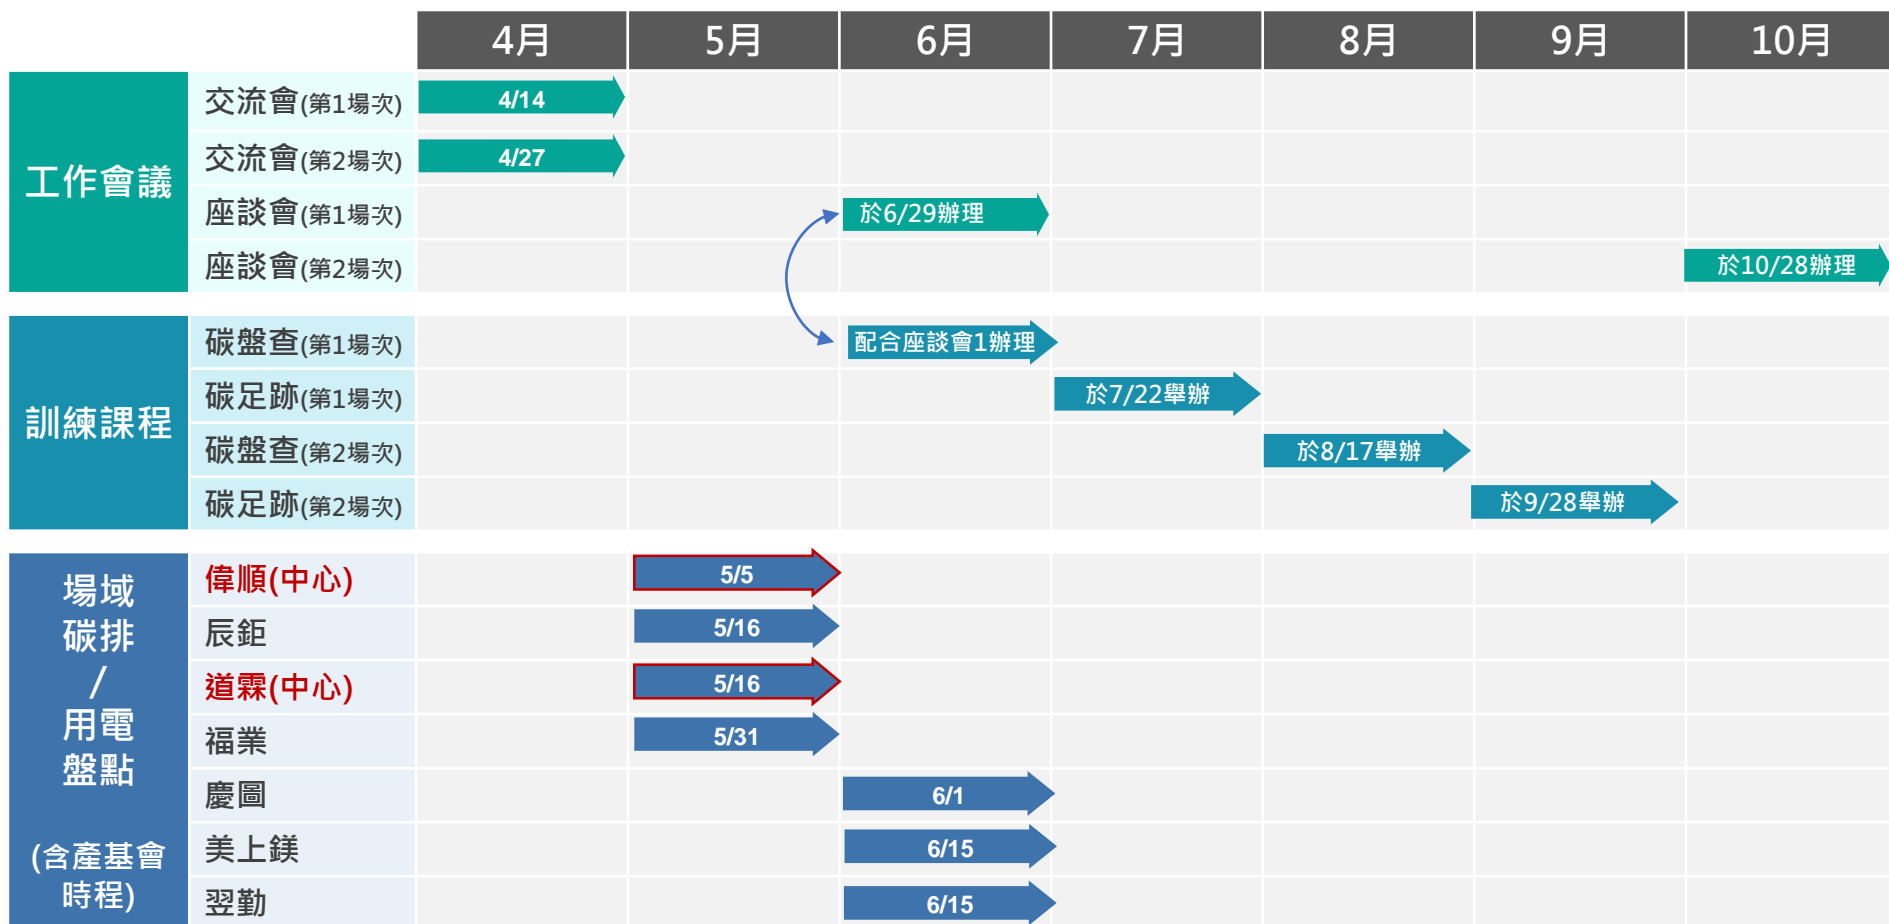 4月 5月 6月 7月 8月 9月 10月
工作會議
交流會(第1場次) 4/14
交流會(第2場次) 4/27
座談會(第1場次) 於6/29辦理
座談會(第2場次) 於10/28辦理
訓練課程
碳盤查(第1場次) 配合座談會1辦理
碳足跡(第1場次) 於7/22舉辦
碳盤查(第2場次) 於8/17舉辦
碳足跡(第2場次) 於9/28舉辦
場域
碳排
/
用電
盤點
(含產基會
時程)
偉順(中心) 5/5
辰鉅 5/16
道霖(中心) 5/16
福業 5/31
慶圖 6/1
美上鎂 6/15
翌勤 6/15